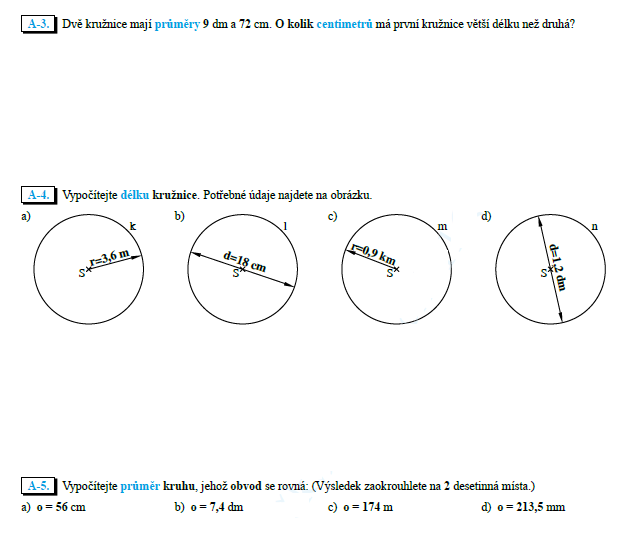 A-3. Dvě kružnice mají průměry 9 dm a 72 cm. O kolik centimetrů má první kružnice větší délku než druhá?
A-4. Vypočítejte délku kružnice. Potřebné údaje najdete na obrázku.
a) b) c) d)
k l m n
r=3,6 m d=18 cm r=0,9 km d=1,2 dm
S S S S
A-5. Vypočítejte průměr kruhu, jehož obvod se rovná: (Výsledek zaokrouhlete na 2 desetinná místa.)
a) o = 56 cm b) o = 7,4 dm c) o = 174 m d) o = 213,5 mm